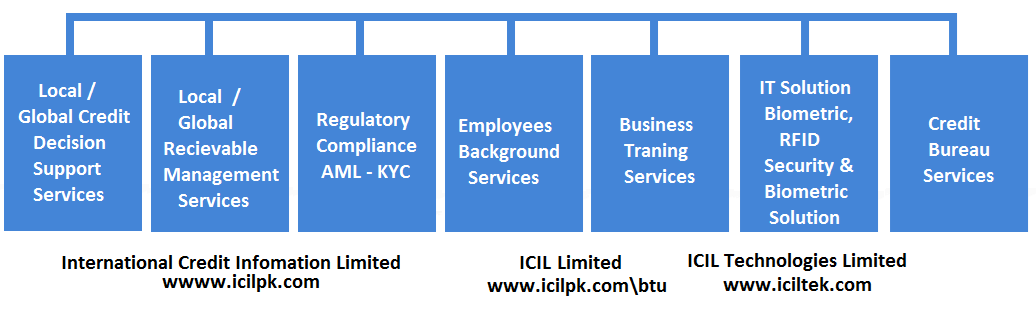 Local /
Global Credit
Decision
Support
Services
Local /
Global
Recievable
Management
Services
Regulatory
Compliance
AML - KYC
Employees
Background
Services
Business
Traning
Services
IT Solution
Biometric,
RFID
Security &
Biometric
Solution
Credit
Bureau
Services
International Credit Infomation Limited
wwww.icilpk.com
ICIL Limited
www.icilpk.com\btu
ICIL Technologies Limited
www.iciltek.com